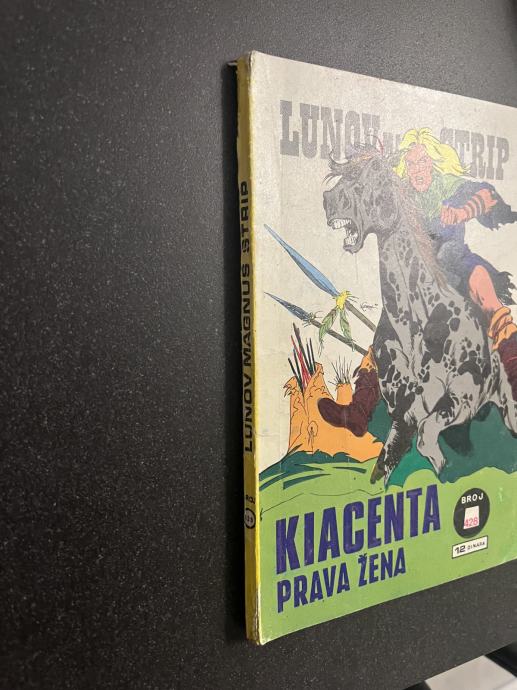 LUNOV MAGNUS STRIP
LUNOV STRIP
KIACENTA
PRAVA ŽENA
BROJ
428
12 DINARA